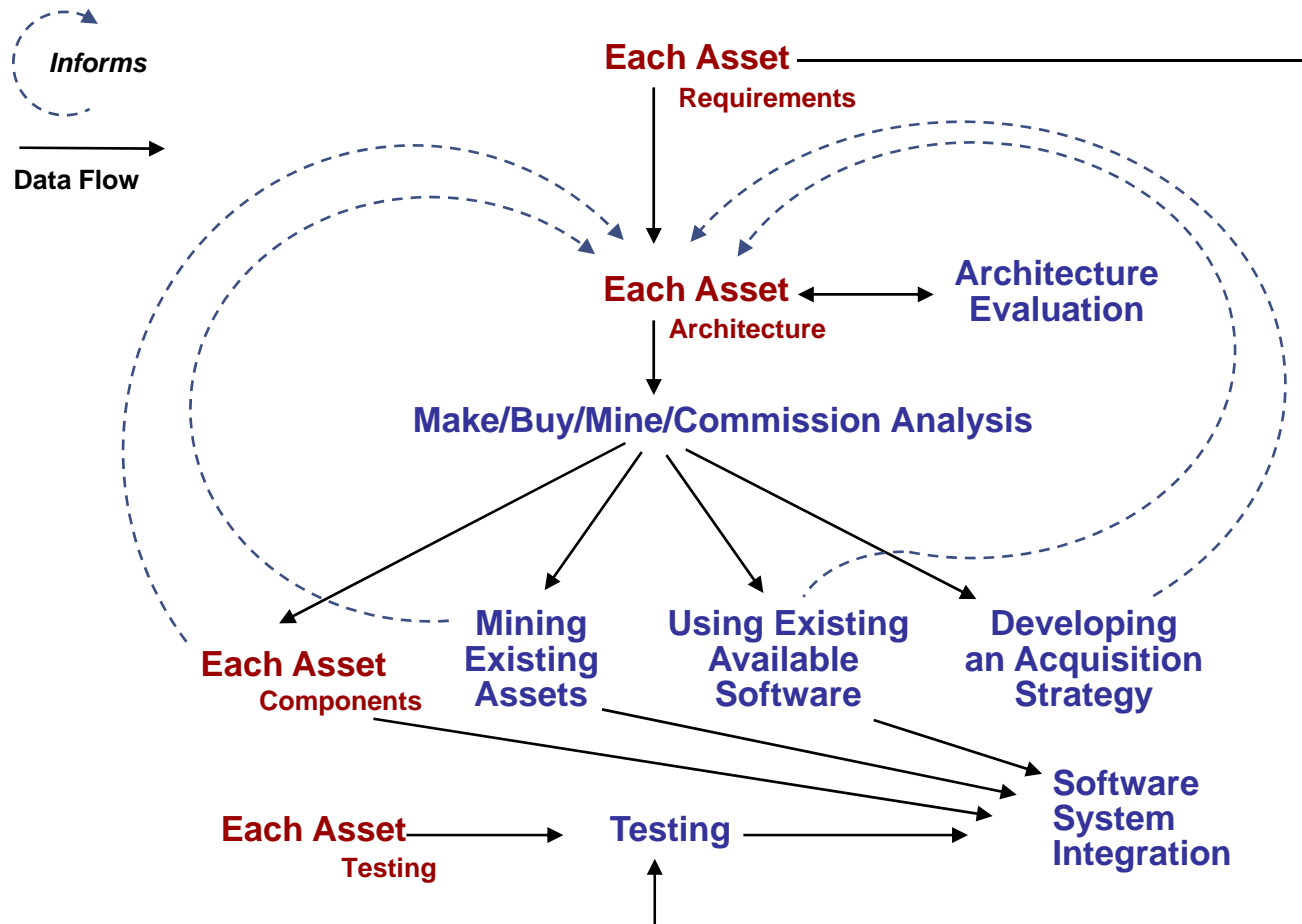 Informs
Data Flow
Each Asset
Requirements
Each Asset
Architecture
Architecture
Evaluation
Make/Buy/Mine/Commission Analysis
Each Asset
Components
Mining
Existing
Assets
Using Existing
Available
Software
Developing
an Acquisition
Strategy
Each Asset
Testing
Testing
Software
System
Integration